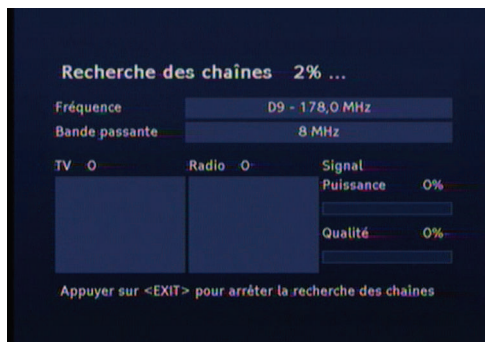 Recherche des chaînes 2% ...
Fréquence D9 - 178,0 MHz
Bande passante 8 MHz
TV 0 Radio 0 Signal
Puissance 0%
Qualité 0%
Appuyer sur <EXIT> pour arrêter la recherche des chaînes